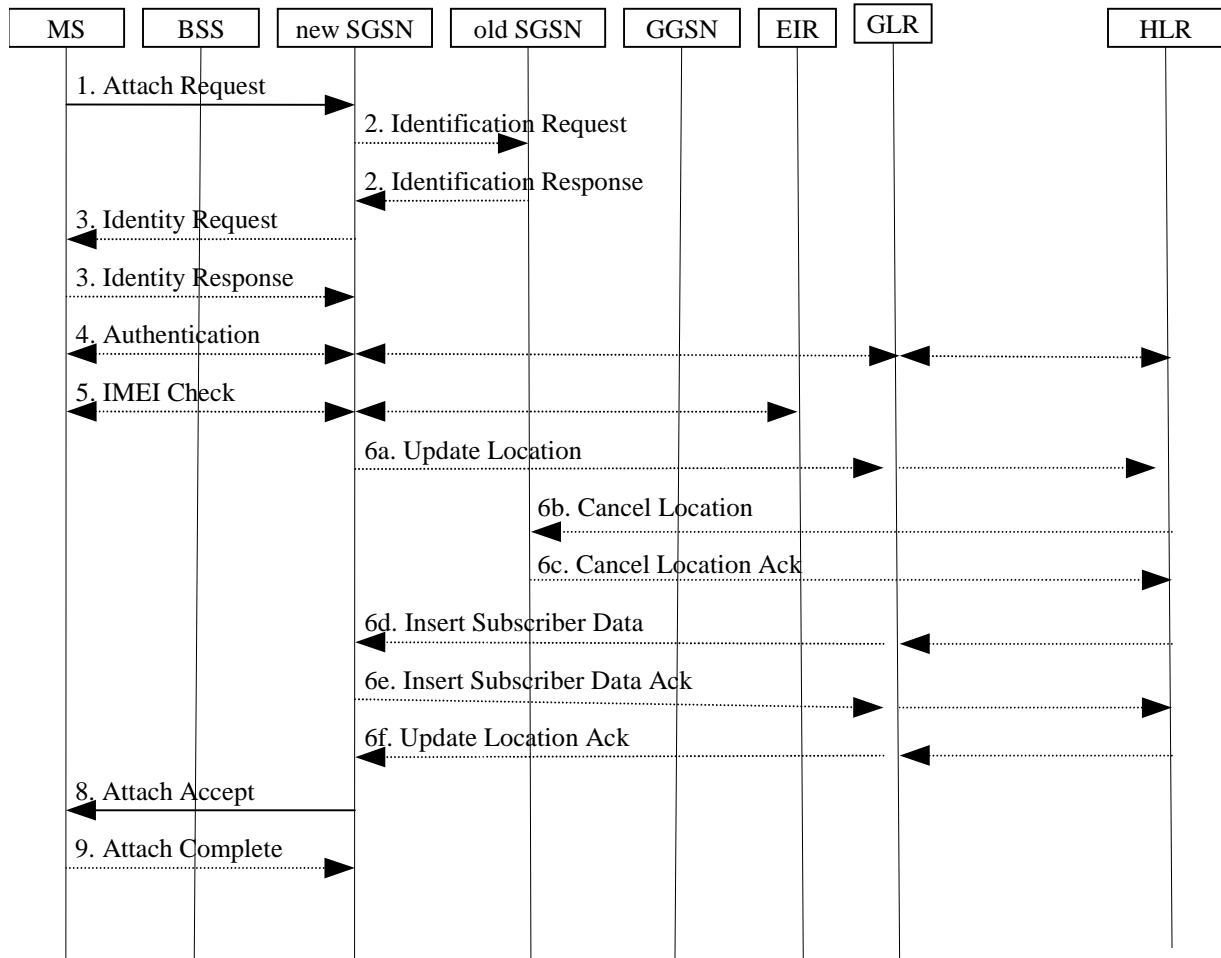 MS
BSS
new SGSN
old SGSN
GGSN
EIR
GLR
HLR
1. Attach Request
2. Identification Request
2. Identification Response
3. Identity Request
3. Identity Response
4. Authentication
5. IMEI Check
6a. Update Location
6b. Cancel Location
6c. Cancel Location Ack
6d. Insert Subscriber Data
6e. Insert Subscriber Data Ack
6f. Update Location Ack
8. Attach Accept
9. Attach Complete